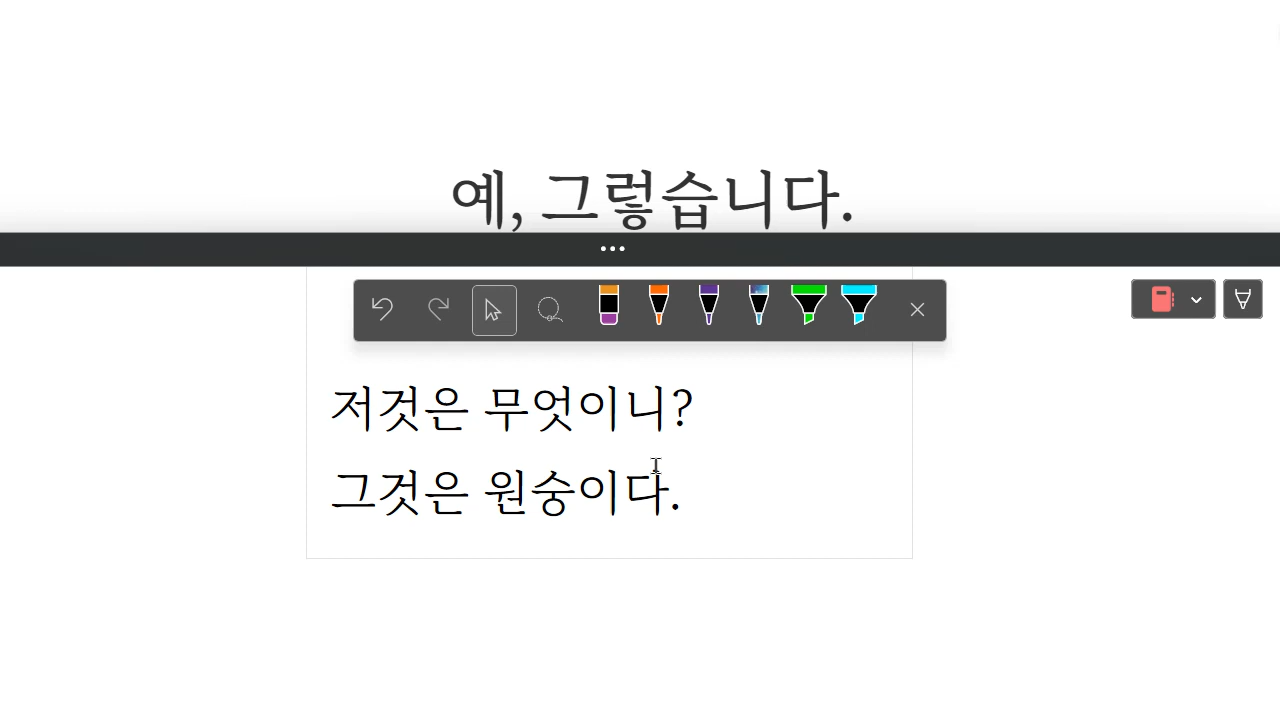 예, 그렇습니다.
저것은 무엇이니?
그것은 원숭이다.